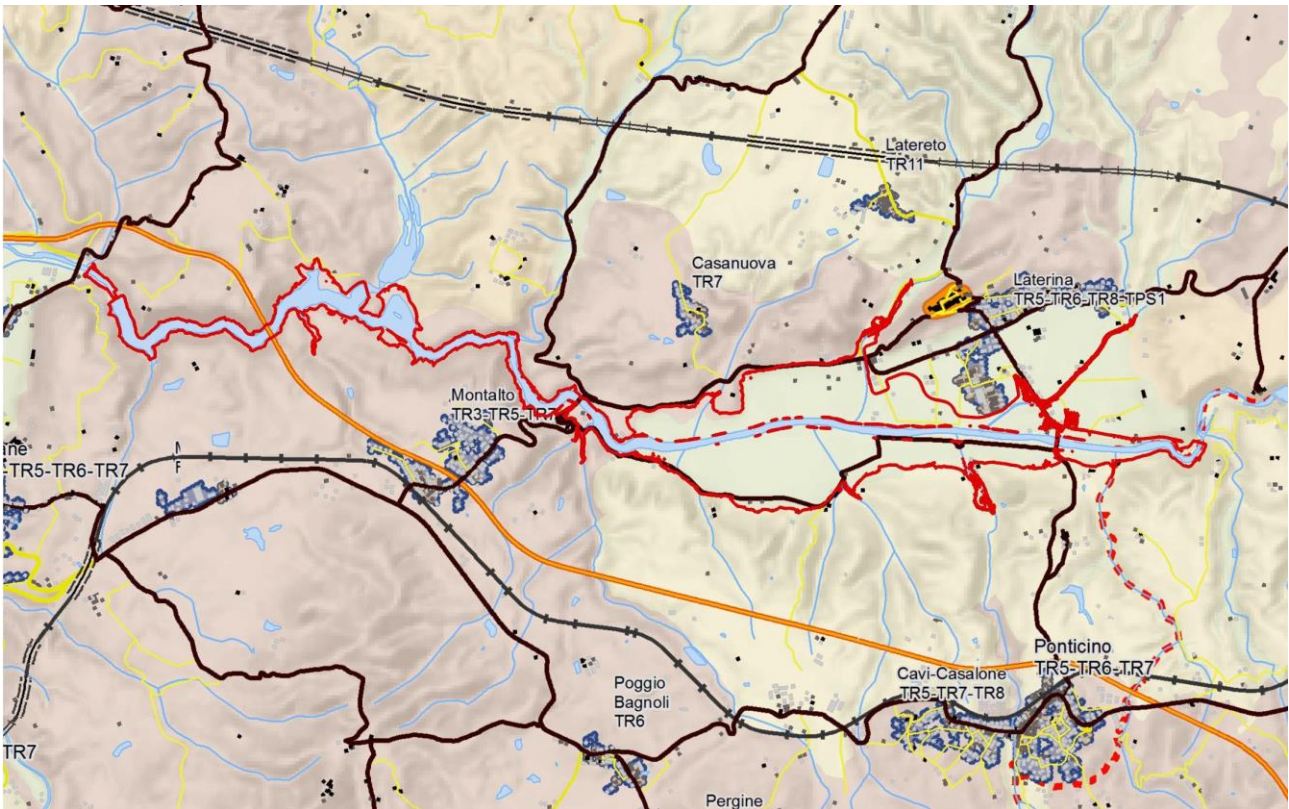 Latereto
TR11
Casanuova
TR7
Laterina
TR5-TR6-TR8-TPS1
Montalto
TR3-TR5-TR7
ane
-TR5-TR6-TR7
Ponticino
TR5-TR6-TR7
Cavi-Casalone
TR5-TR7-TR8
Poggio
Bagnoli
TR6
TR7
Pergine